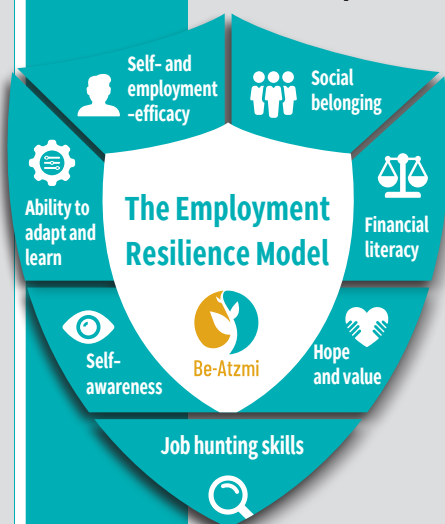 Self- and
employment
-efficacy
Social
belonging
Ability to
adapt and
learn
The Employment
Resilience Model
Financial
literacy
Be-Atzmi
Self-
awareness
Hope
and value
Job hunting skills